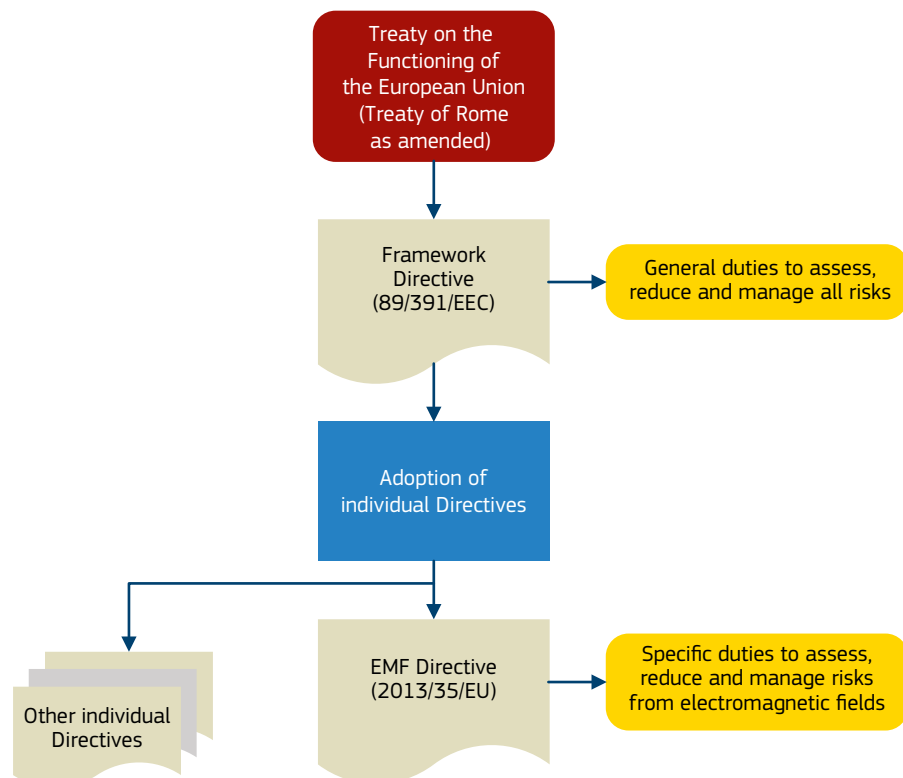 Treaty on the
Functioning of
the European Union
(Treaty of Rome
as amended)
Framework
Directive
(89/391/EEC)
General duties to assess,
reduce and manage all risks
Adoption of
individual Directives
Other individual
Directives
EMF Directive
(2013/35/EU)
Specific duties to assess,
reduce and manage risks
from electromagnetic fields